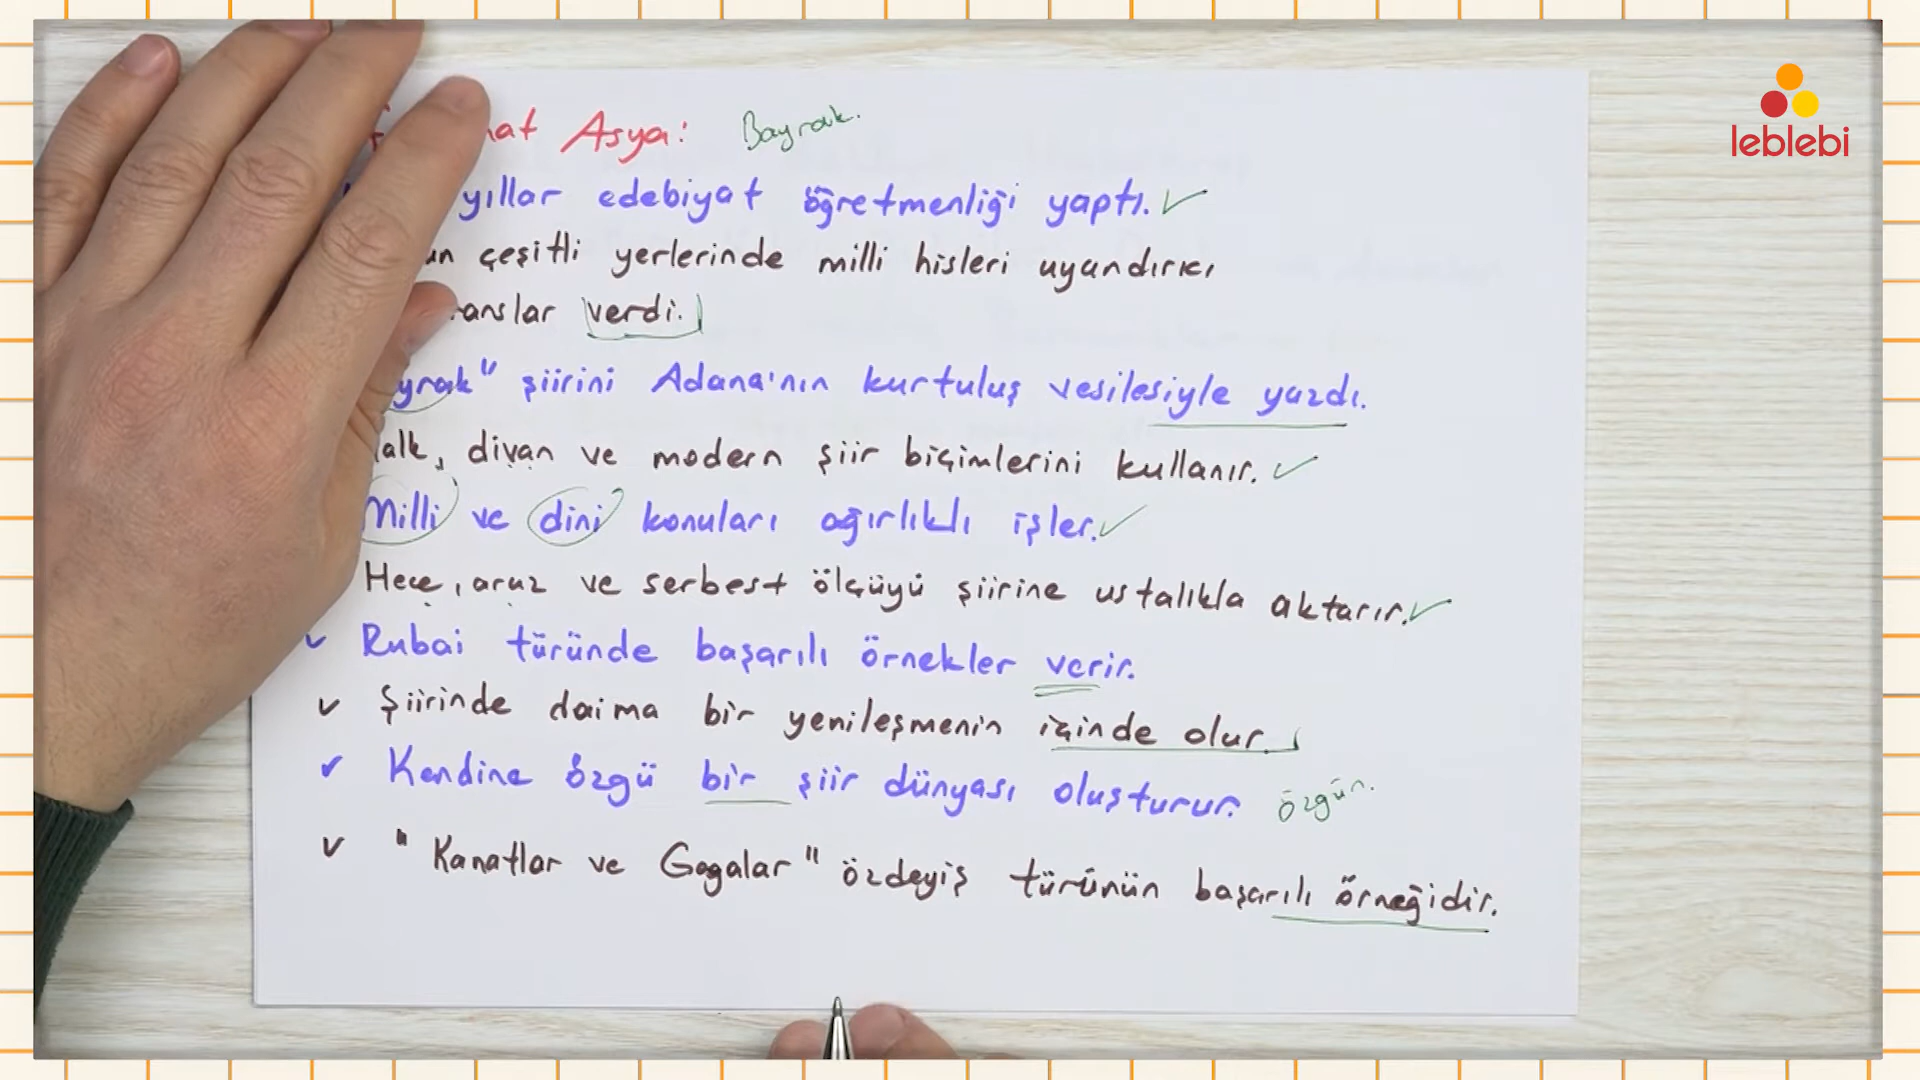 Asya: Bayrak.
yıllar edebiyat öğretmenliği yaptı.
çeşitli yerlerinde milli hisleri uyandırıcı
verdi.
şiirini Adana'nın kurtuluş vesilesiyle yazdı.
divan ve modern şiir biçimlerini kullanır.
Milli ve dini konuları ağırlıklı işler.
Hece, aruz ve serbest ölçüyü şiirine ustalıkla aktarır.
Rubai türünde başarılı örnekler verir.
Şiirinde daima bir yenileşmenin içinde olur
Kendine özgü bir şiir dünyası oluşturur. özgün.
"Kanatlar ve Gagalar" özdeyiş türünün başarılı örneğidir.
leblebi